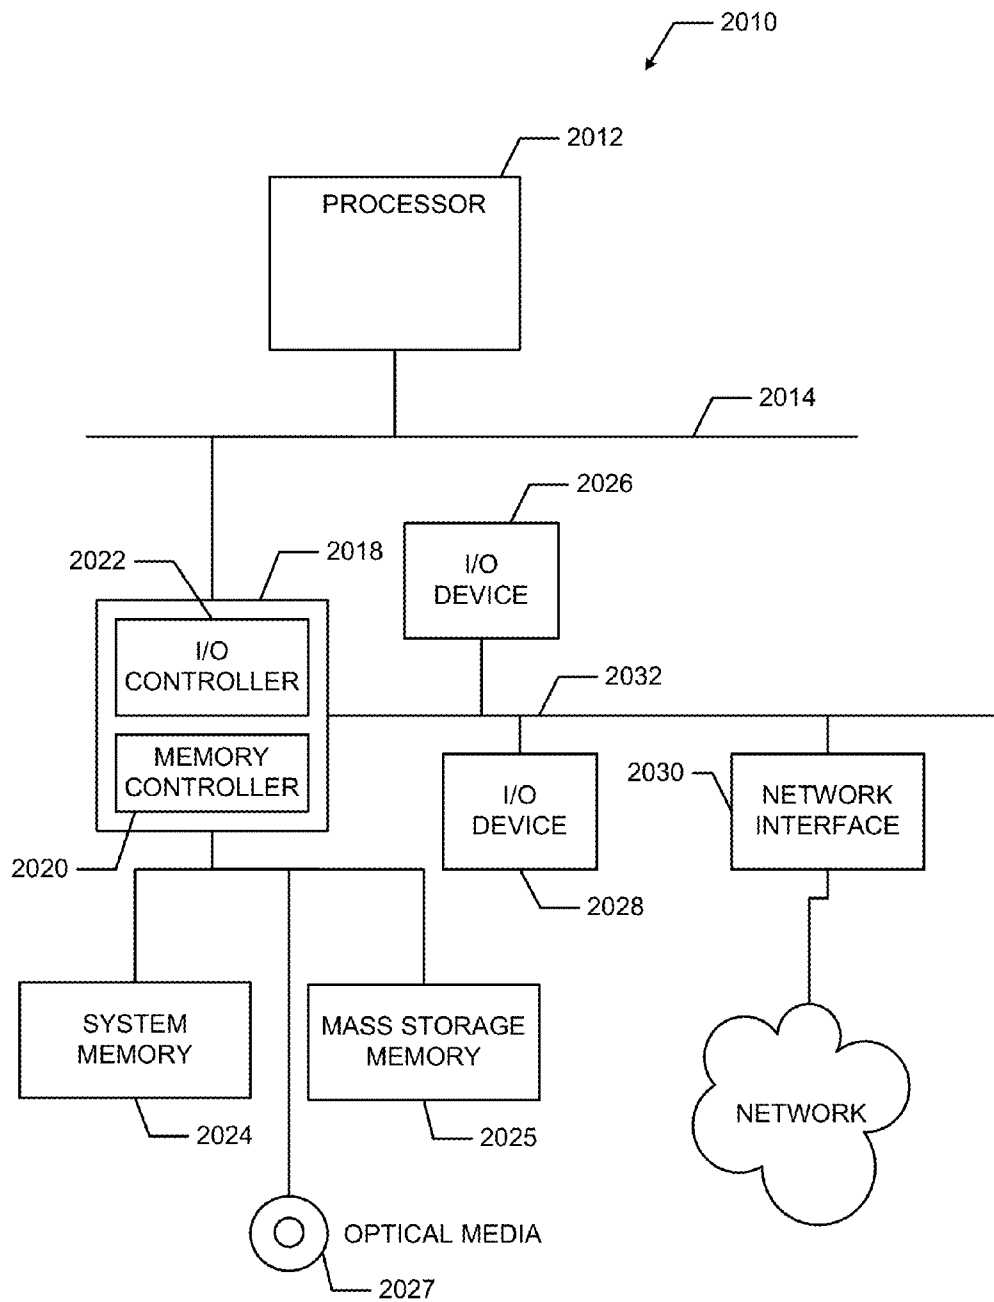 2010
2012
PROCESSOR
2014
2026
2018
2022
I/O
DEVICE
I/O
CONTROLLER
2032
MEMORY
CONTROLLER
2030
I/O
DEVICE
NETWORK
INTERFACE
2020
2028
SYSTEM
MEMORY
MASS STORAGE
MEMORY
NETWORK
2024
2025
OPTICAL MEDIA
2027